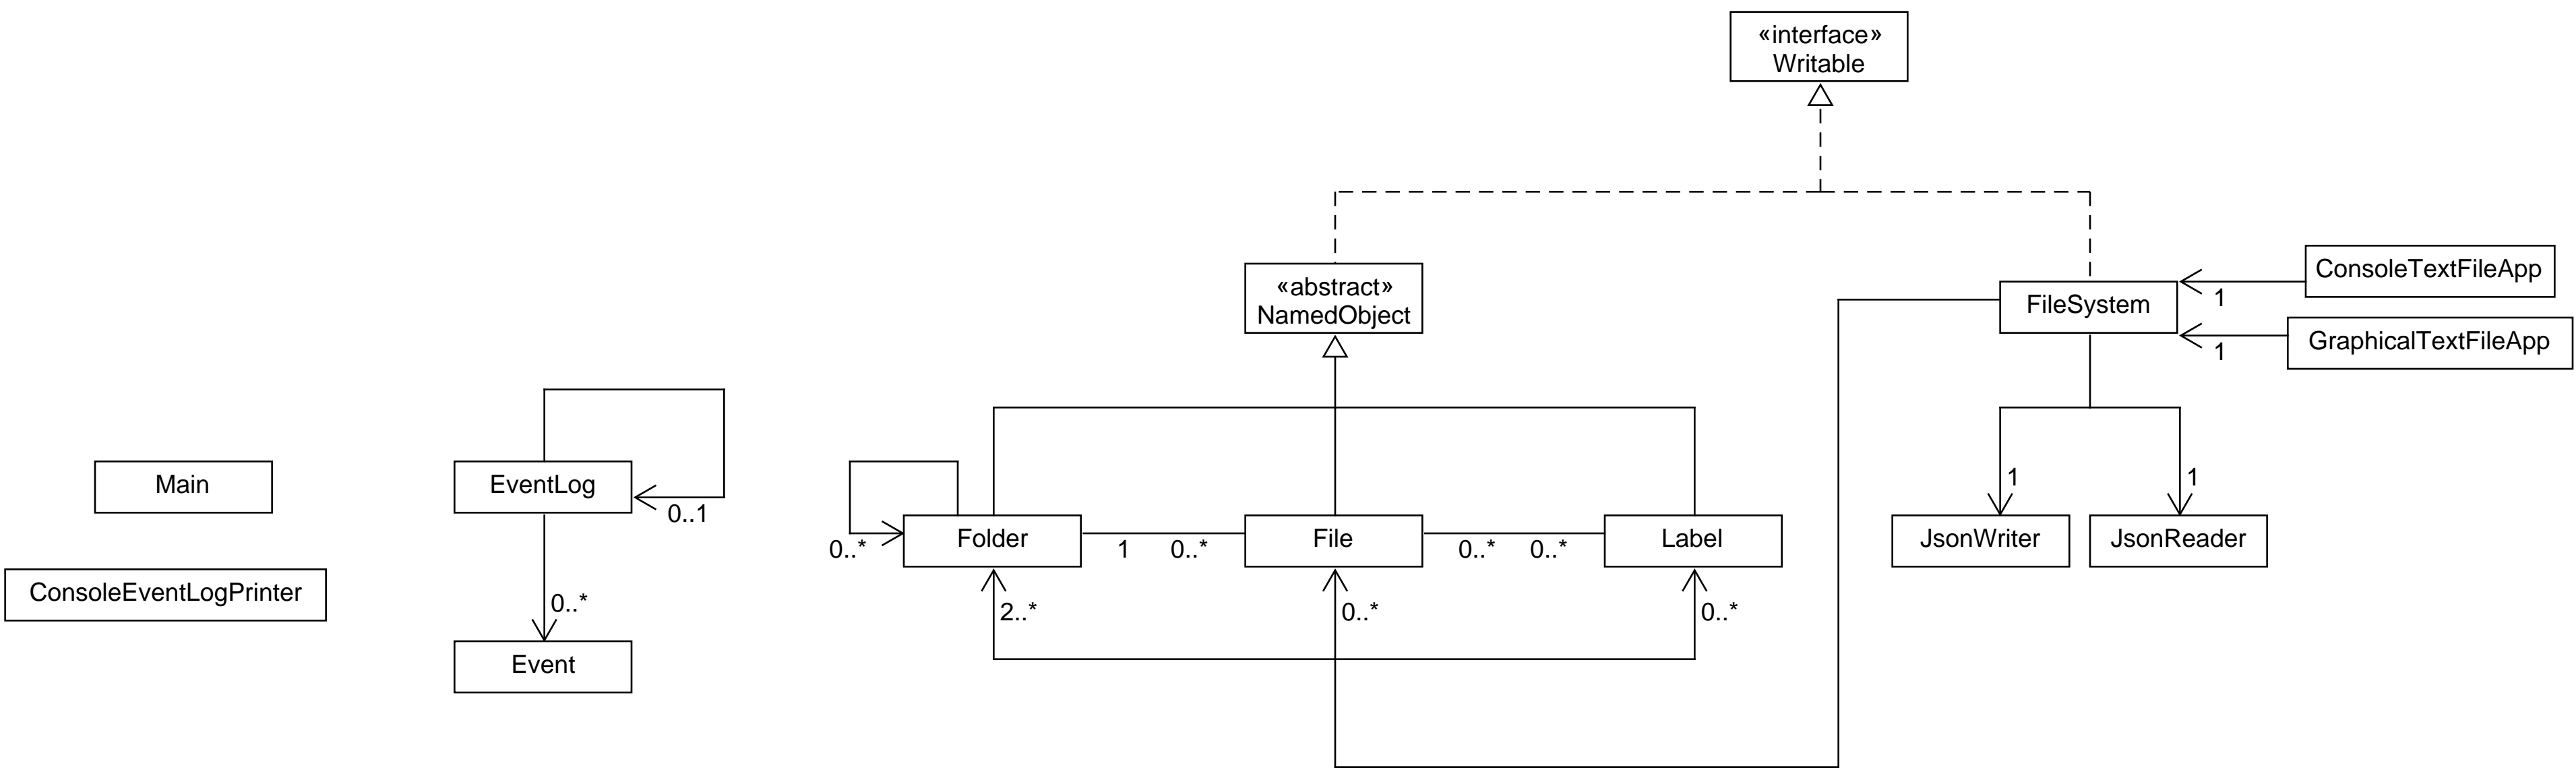 «interface»
Writable
«abstract»
NamedObject
FileSystem
1
ConsoleTextFileApp
1
GraphicalTextFileApp
Main
EventLog
0..1
ConsoleEventLogPrinter
0..*
Event
0..*
Folder
1
0..*
File
0..*
0..*
Label
2..*
0..*
0..*
1
1
JsonWriter
JsonReader